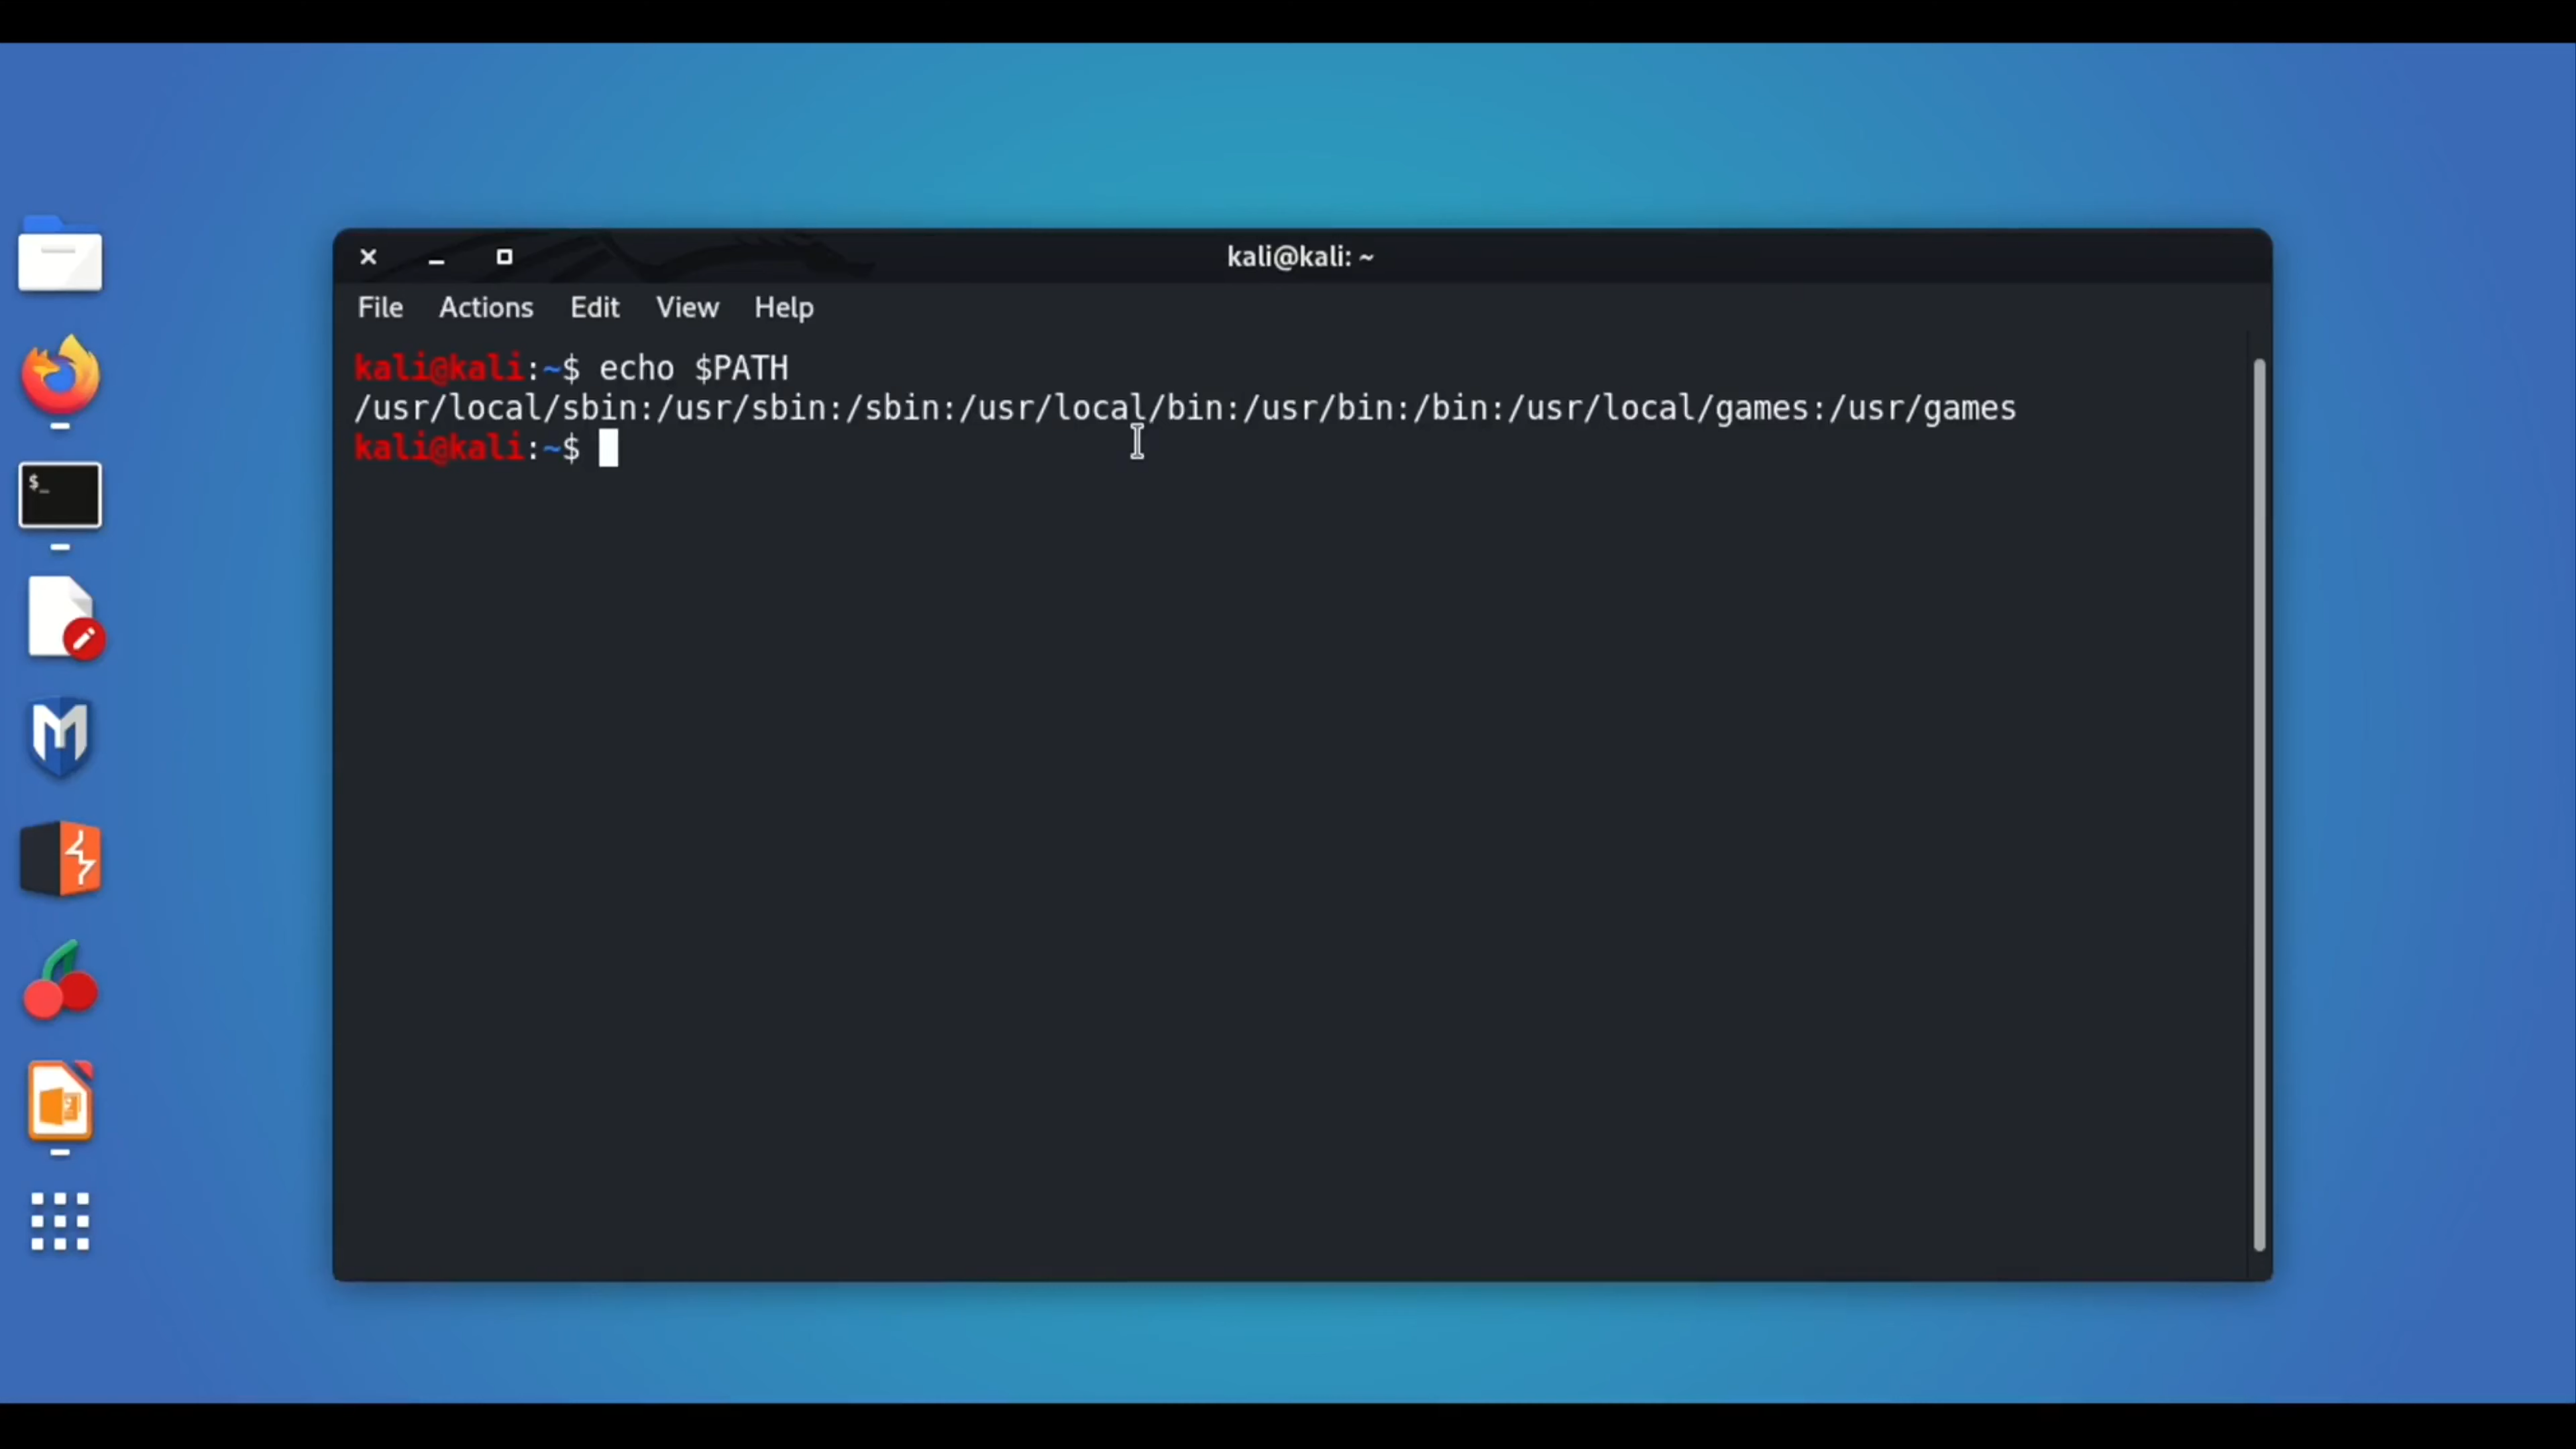 kali@kali: ~
File Actions Edit View Help
kali@kali:~$ echo $PATH
/usr/local/sbin:/usr/sbin:/sbin:/usr/local/bin:/usr/bin:/bin:/usr/local/games:/usr/games
kali@kali:~$
$_